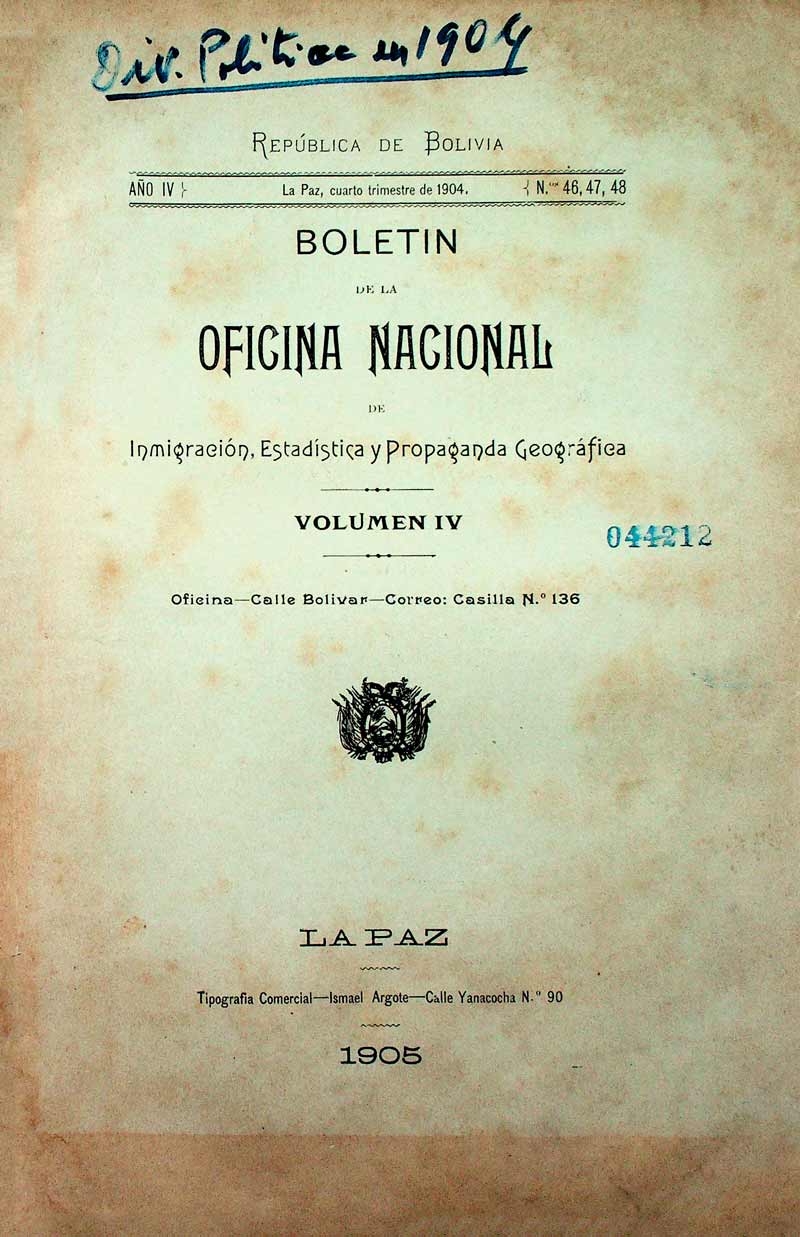 Div. Politica en 1904
REPÚBLICA DE BOLIVIA
AÑO IV La Paz, cuarto trimestre de 1904. N.ºs 46, 47, 48
BOLETIN
DE LA
OFICINA NACIONAL
DE
Inmigración, Estadística y Propaganda Geográfica
VOLUMEN IV
044212
Oficina—Calle Bolivar—Correo: Casilla N.º 136
LA PAZ
Tipografia Comercial—Ismael Argote—Calle Yanacocha N.º 90
1905